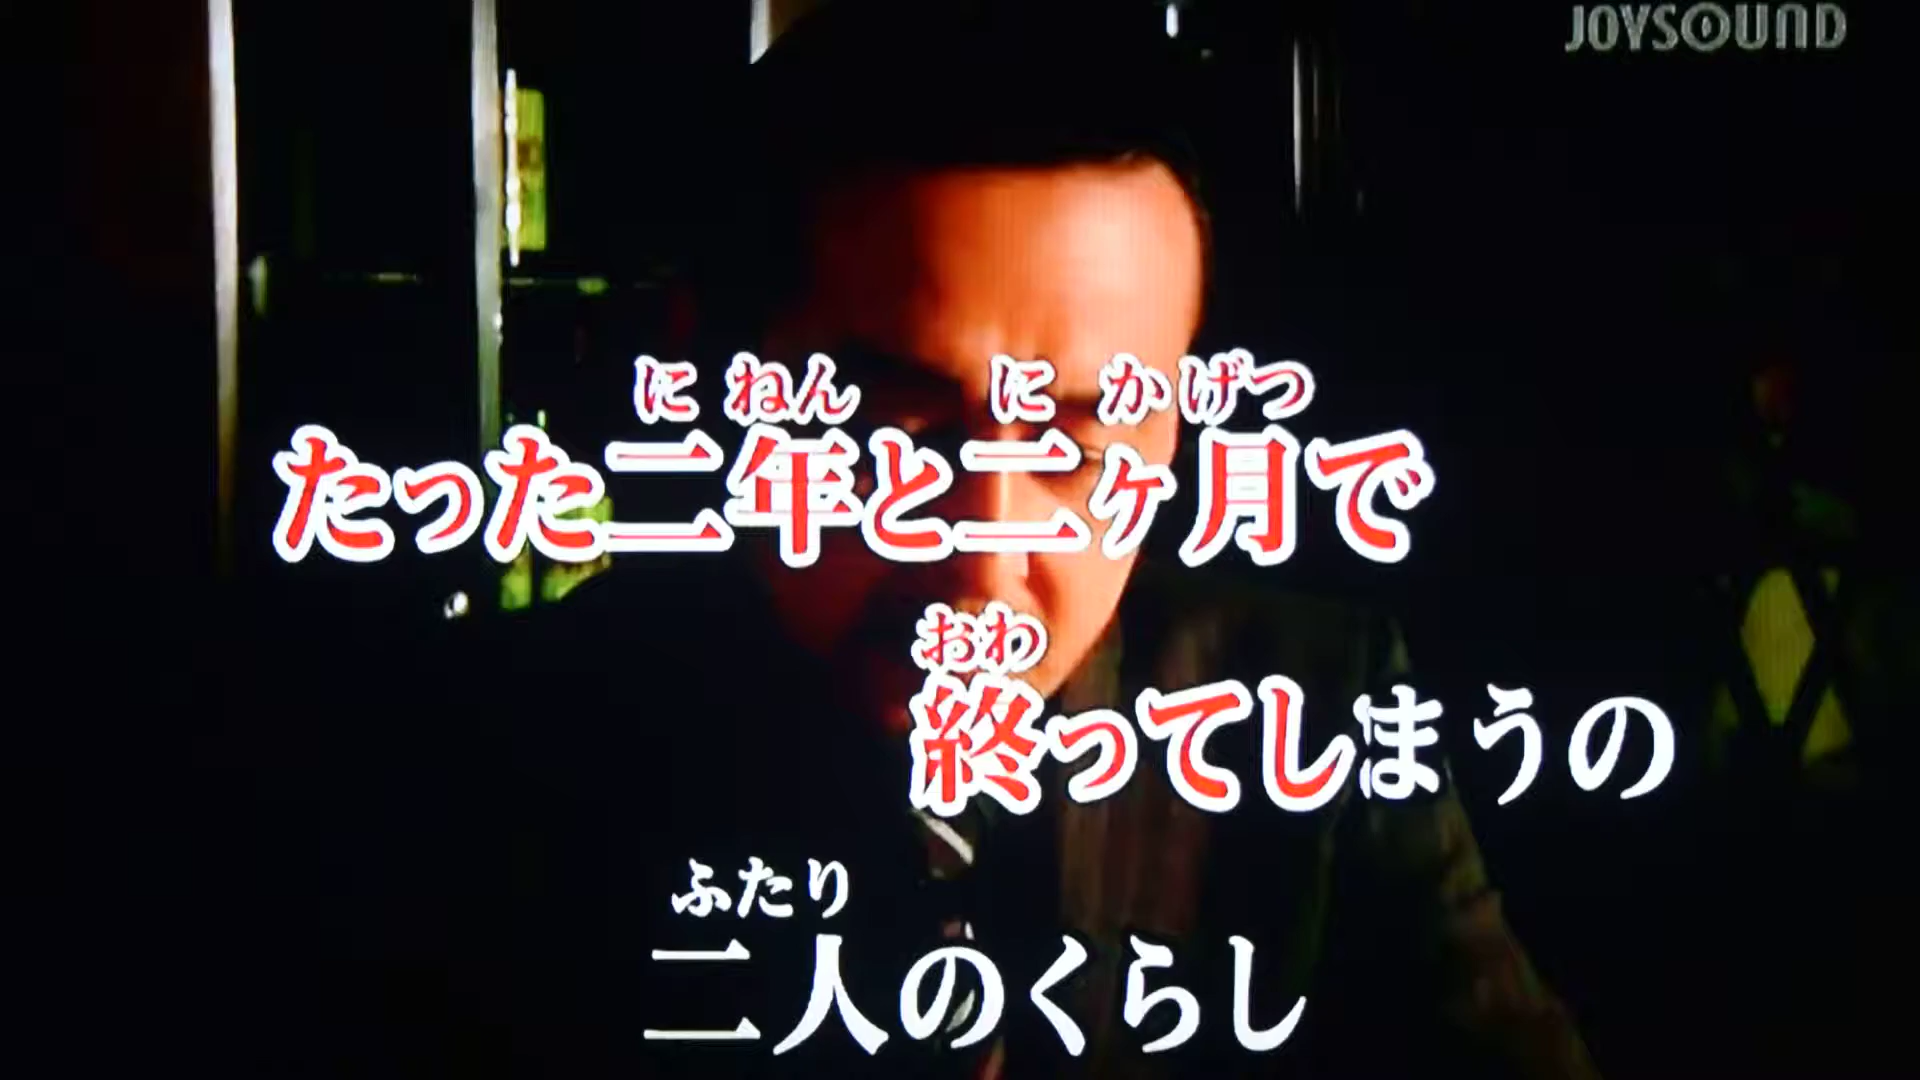 JOYSOUND
に ねん に か げつ
たった二年と二ヶ月で
おわ
終ってしまうの
ふたり
二人のくらし